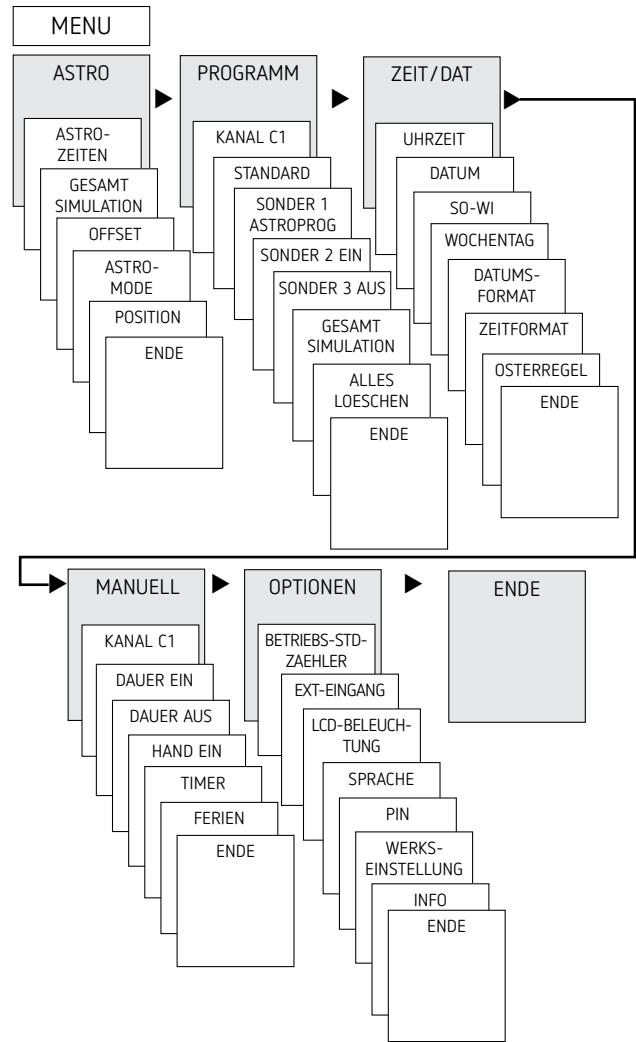 MENU
ASTRO
ASTRO-
ZEITEN
GESAMT
SIMULATION
OFFSET
ASTRO-
MODE
POSITION
ENDE
PROGRAMM
KANAL C1
STANDARD
SONDER 1
ASTROPROG
SONDER 2 EIN
SONDER 3 AUS
GESAMT
SIMULATION
ALLES
LOESCHEN
ENDE
ZEIT/DAT
UHRZEIT
DATUM
SO-WI
WOCHENTAG
DATUMS-
FORMAT
ZEITFORMAT
OSTERREGEL
ENDE
MANUELL
KANAL C1
DAUER EIN
DAUER AUS
HAND EIN
TIMER
FERIEN
ENDE
OPTIONEN
BETRIEBS-STD-
ZAEHLER
EXT-EINGANG
LCD-BELEUCH-
TUNG
SPRACHE
PIN
WERKS-
EINSTELLUNG
INFO
ENDE
ENDE